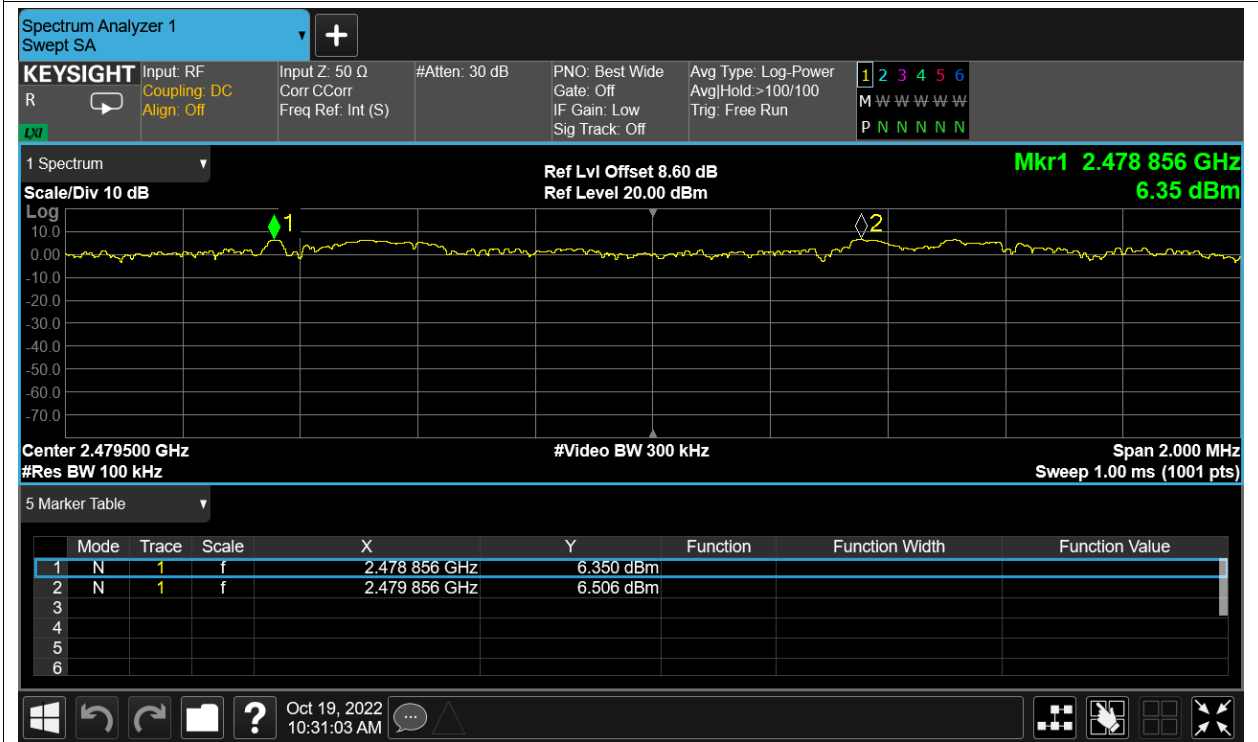 Spectrum Analyzer 1
Swept SA
KEYSIGHT
R
LXI
Input: RF
Coupling: DC
Align: Off
Input Z: 50 Ω
Corr CCorr
Freq Ref: Int (S)
#Atten: 30 dB
PNO: Best Wide
Gate: Off
IF Gain: Low
Sig Track: Off
Avg Type: Log-Power
Avg|Hold:>100/100
Trig: Free Run
1 2 3 4 5 6
M W W W W W
P N N N N N
1 Spectrum
Scale/Div 10 dB
Ref Lvl Offset 8.60 dB
Ref Level 20.00 dBm
Mkr1 2.478 856 GHz
6.35 dBm
Log
10.0
0.00
-10.0
-20.0
-30.0
-40.0
-50.0
-60.0
-70.0
1
2
Center 2.479500 GHz
#Video BW 300 kHz
Span 2.000 MHz
#Res BW 100 kHz
Sweep 1.00 ms (1001 pts)
5 Marker Table
Mode Trace Scale X Y Function Function Width Function Value
1 N 1 f 2.478 856 GHz 6.350 dBm
2 N 1 f 2.479 856 GHz 6.506 dBm
3
4
5
6
?
Oct 19, 2022
10:31:03 AM